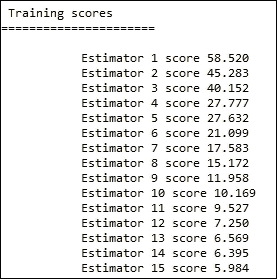 Training scores
======================
Estimator 1 score 58.520
Estimator 2 score 45.283
Estimator 3 score 40.152
Estimator 4 score 27.777
Estimator 5 score 27.632
Estimator 6 score 21.099
Estimator 7 score 17.583
Estimator 8 score 15.172
Estimator 9 score 11.958
Estimator 10 score 10.169
Estimator 11 score 9.527
Estimator 12 score 7.250
Estimator 13 score 6.569
Estimator 14 score 6.395
Estimator 15 score 5.984